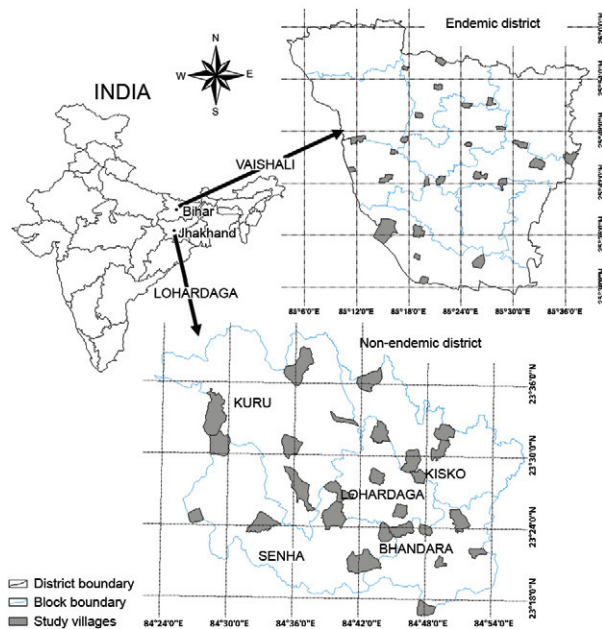 Endemic district
N
W E
S
INDIA
VAISHALI
Bihar
Jhakhand
LOHARDAGA
85°6'0"E 85°12'0"E 85°18'0"E 85°24'0"E 85°30'0"E 85°36'0"E
Non-endemic district
KURU
KISKO
LOHARDAGA
SENHA
BHANDARA
23°36'0"N
23°30'0"N
23°24'0"N
23°18'0"N
District boundary
Block boundary
Study villages
84°24'0"E 84°30'0"E 84°36'0"E 84°42'0"E 84°48'0"E 84°54'0"E